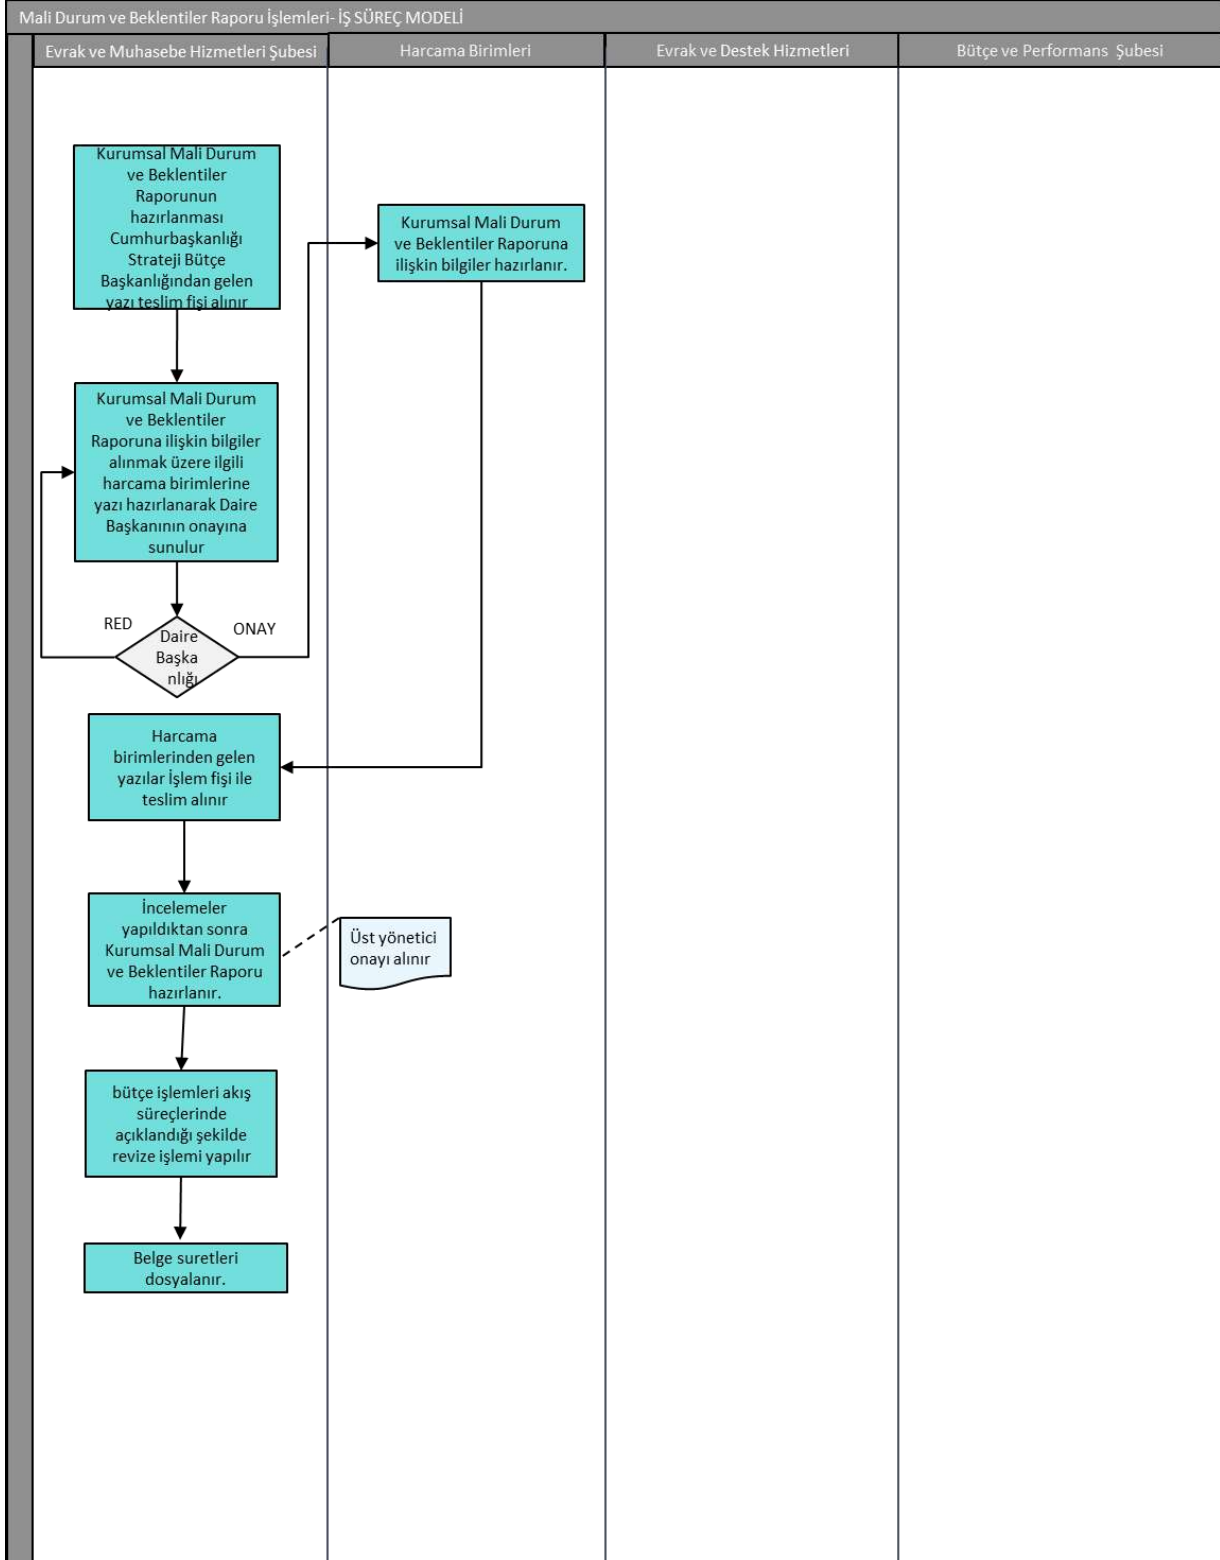 Mali Durum ve Beklentiler Raporu İşlemleri- İŞ SÜREÇ MODELİ
Evrak ve Muhasebe Hizmetleri Şubesi
Harcama Birimleri
Evrak ve Destek Hizmetleri
Bütçe ve Performans Şubesi
Kurumsal Mali Durum
ve Beklentiler
Raporunun
hazırlanması
Cumhurbaşkanlığı
Strateji Bütçe
Başkanlığından gelen
yazı teslim fişi alınır
Kurumsal Mali Durum
ve Beklentiler Raporuna
ilişkin bilgiler hazırlanır.
Kurumsal Mali Durum
ve Beklentiler
Raporuna ilişkin bilgiler
alınmak üzere ilgili
harcama birimlerine
yazı hazırlanarak Daire
Başkanının onayına
sunulur
RED
ONAY
Daire
Başka
nlığı
Harcama
birimlerinden gelen
yazılar İşlem fişi ile
teslim alınır
İncelemeler
yapıldıktan sonra
Kurumsal Mali Durum
ve Beklentiler Raporu
hazırlanır.
Üst yönetici
onayı alınır
bütçe işlemleri akış
süreçlerinde
açıklandığı şekilde
revize işlemi yapılır
Belge suretleri
dosyalanır.